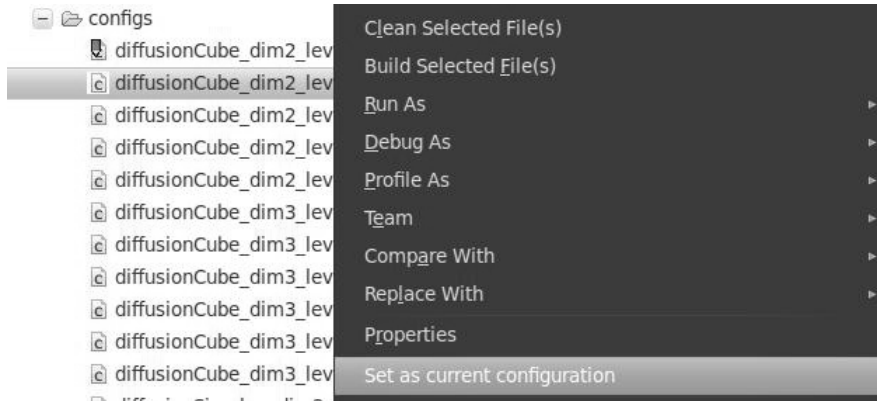 configs
diffusionCube_dim2_lev
diffusionCube_dim2_lev
diffusionCube_dim2_lev
diffusionCube_dim2_lev
diffusionCube_dim2_lev
diffusionCube_dim3_lev
diffusionCube_dim3_lev
diffusionCube_dim3_lev
diffusionCube_dim3_lev
diffusionCube_dim3_lev
diffusionCube_dim3_lev
Clean Selected File(s)
Build Selected File(s)
Run As
Debug As
Profile As
Team
Compare With
Replace With
Properties
Set as current configuration